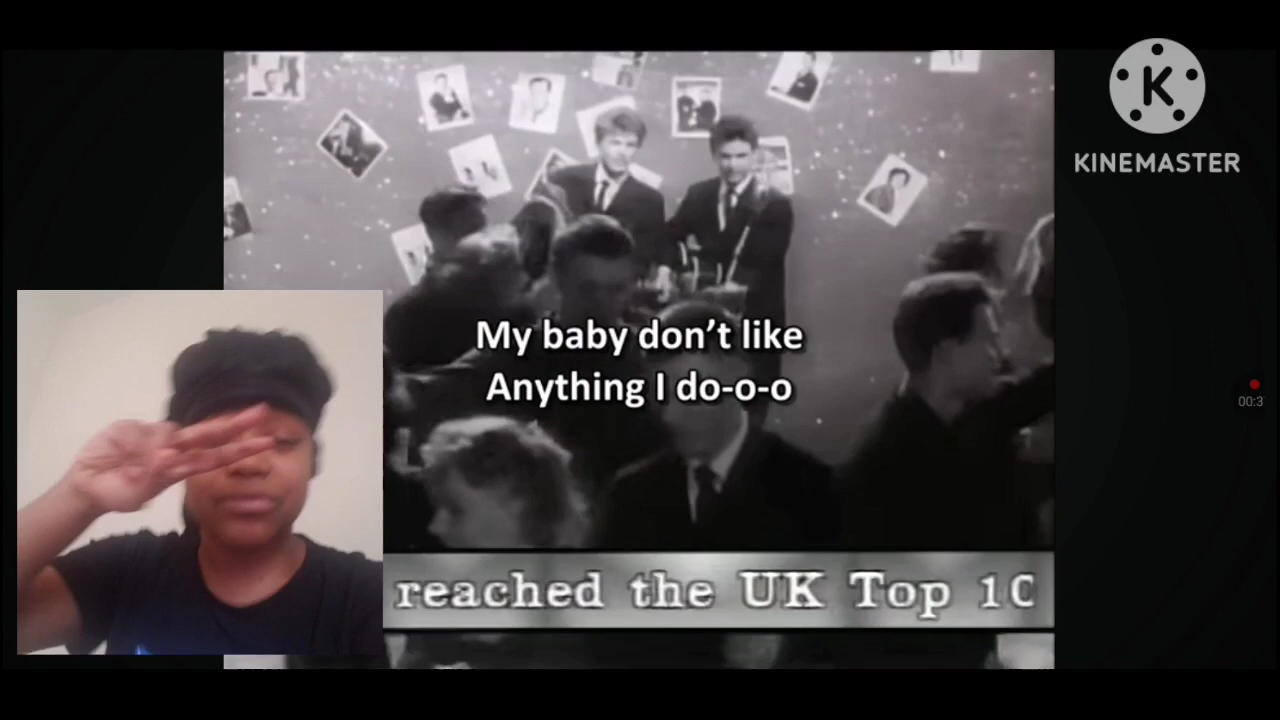 K
KINEMASTER
My baby don't like
Anything I do-o-o
00:3
reached the UK Top 10